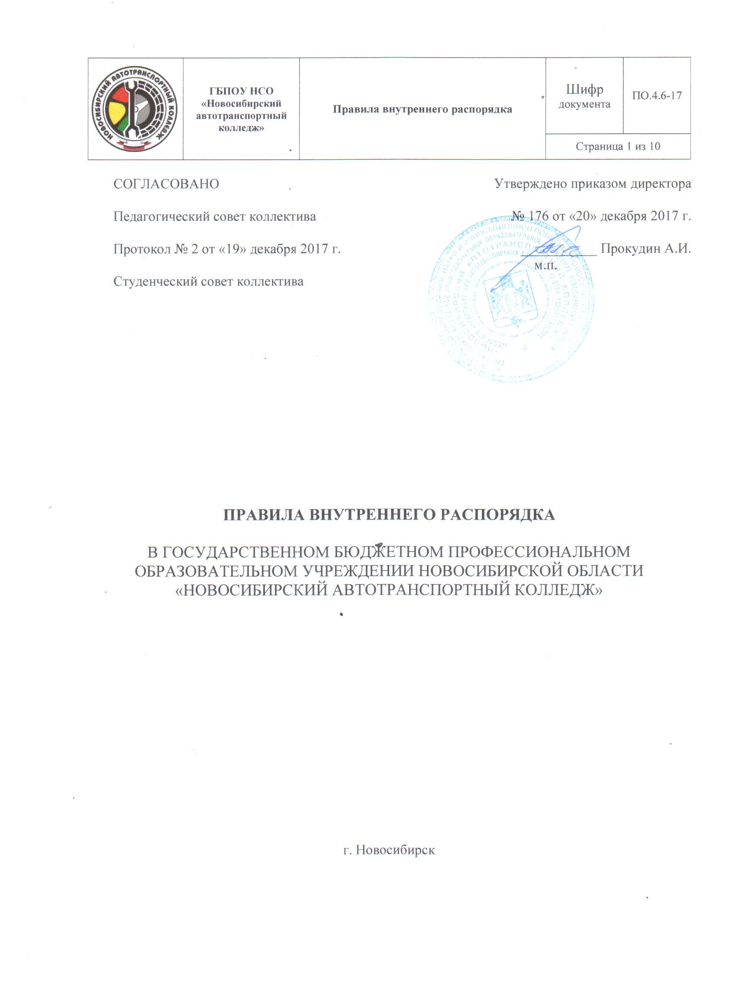 НОВОСИБИРСКИЙ АВТОТРАНСПОРТНЫЙ КОЛЛЕДЖ
ГБПОУ НСО
«Новосибирский
автотранспортный
колледж»
Правила внутреннего распорядка
Шифр
документа
ПО.4.6-17
Страница 1 из 10
СОГЛАСОВАНО
Утверждено приказом директора
Педагогический совет коллектива
№ 176 от «20» декабря 2017 г.
Протокол № 2 от «19» декабря 2017 г.
Прокудин А.И.
м.п.
Студенческий совет коллектива
ПРАВИЛА ВНУТРЕННЕГО РАСПОРЯДКА
В ГОСУДАРСТВЕННОМ БЮДЖЕТНОМ ПРОФЕССИОНАЛЬНОМ
ОБРАЗОВАТЕЛЬНОМ УЧРЕЖДЕНИИ НОВОСИБИРСКОЙ ОБЛАСТИ
«НОВОСИБИРСКИЙ АВТОТРАНСПОРТНЫЙ КОЛЛЕДЖ»
г. Новосибирск